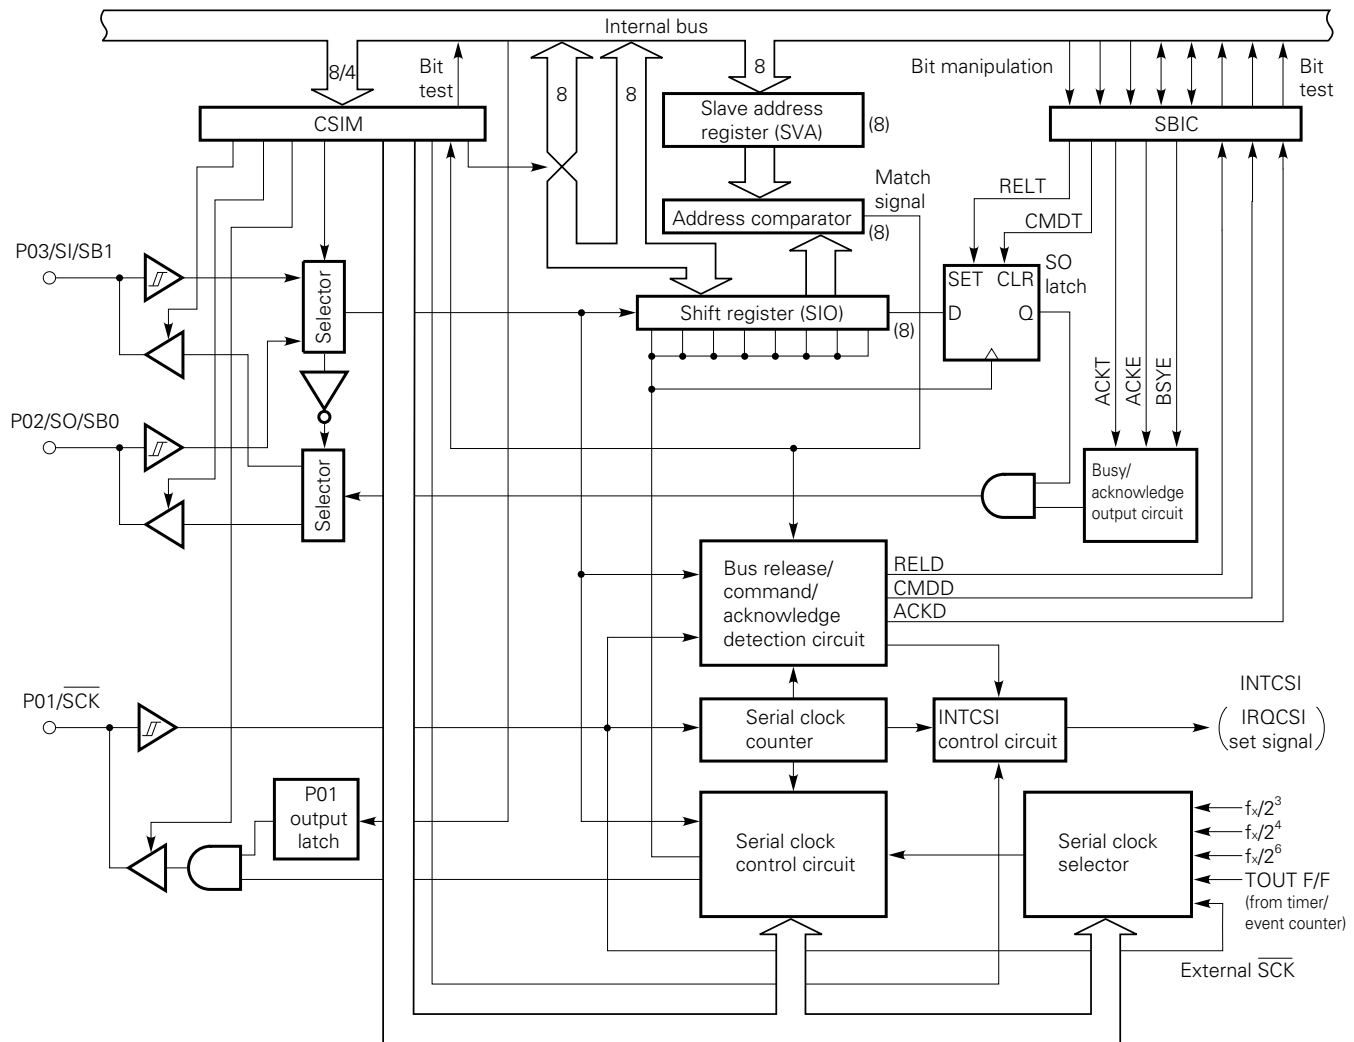 Internal bus
8/4
Bit
test
8
8
8
Bit manipulation
Bit
test
CSIM
Slave address
register (SVA)
(8)
SBIC
Address comparator
(8)
Match
signal
RELT
CMDT
P03/SI/SB1
Selector
Shift register (SIO)
(8)
SET CLR
D Q
SO
latch
ACKT
ACKE
BSYE
P02/SO/SB0
Selector
Busy/
acknowledge
output circuit
Bus release/
command/
acknowledge
detection circuit
RELD
CMDD
ACKD
P01/S̅C̅K̅
Serial clock
counter
INTCSI
control circuit
INTCSI
(IRQCSI
set signal)
P01
output
latch
Serial clock
control circuit
Serial clock
selector
fx/2³
fx/2⁴
fx/2⁶
TOUT F/F
(from timer/
event counter)
External S̅C̅K̅